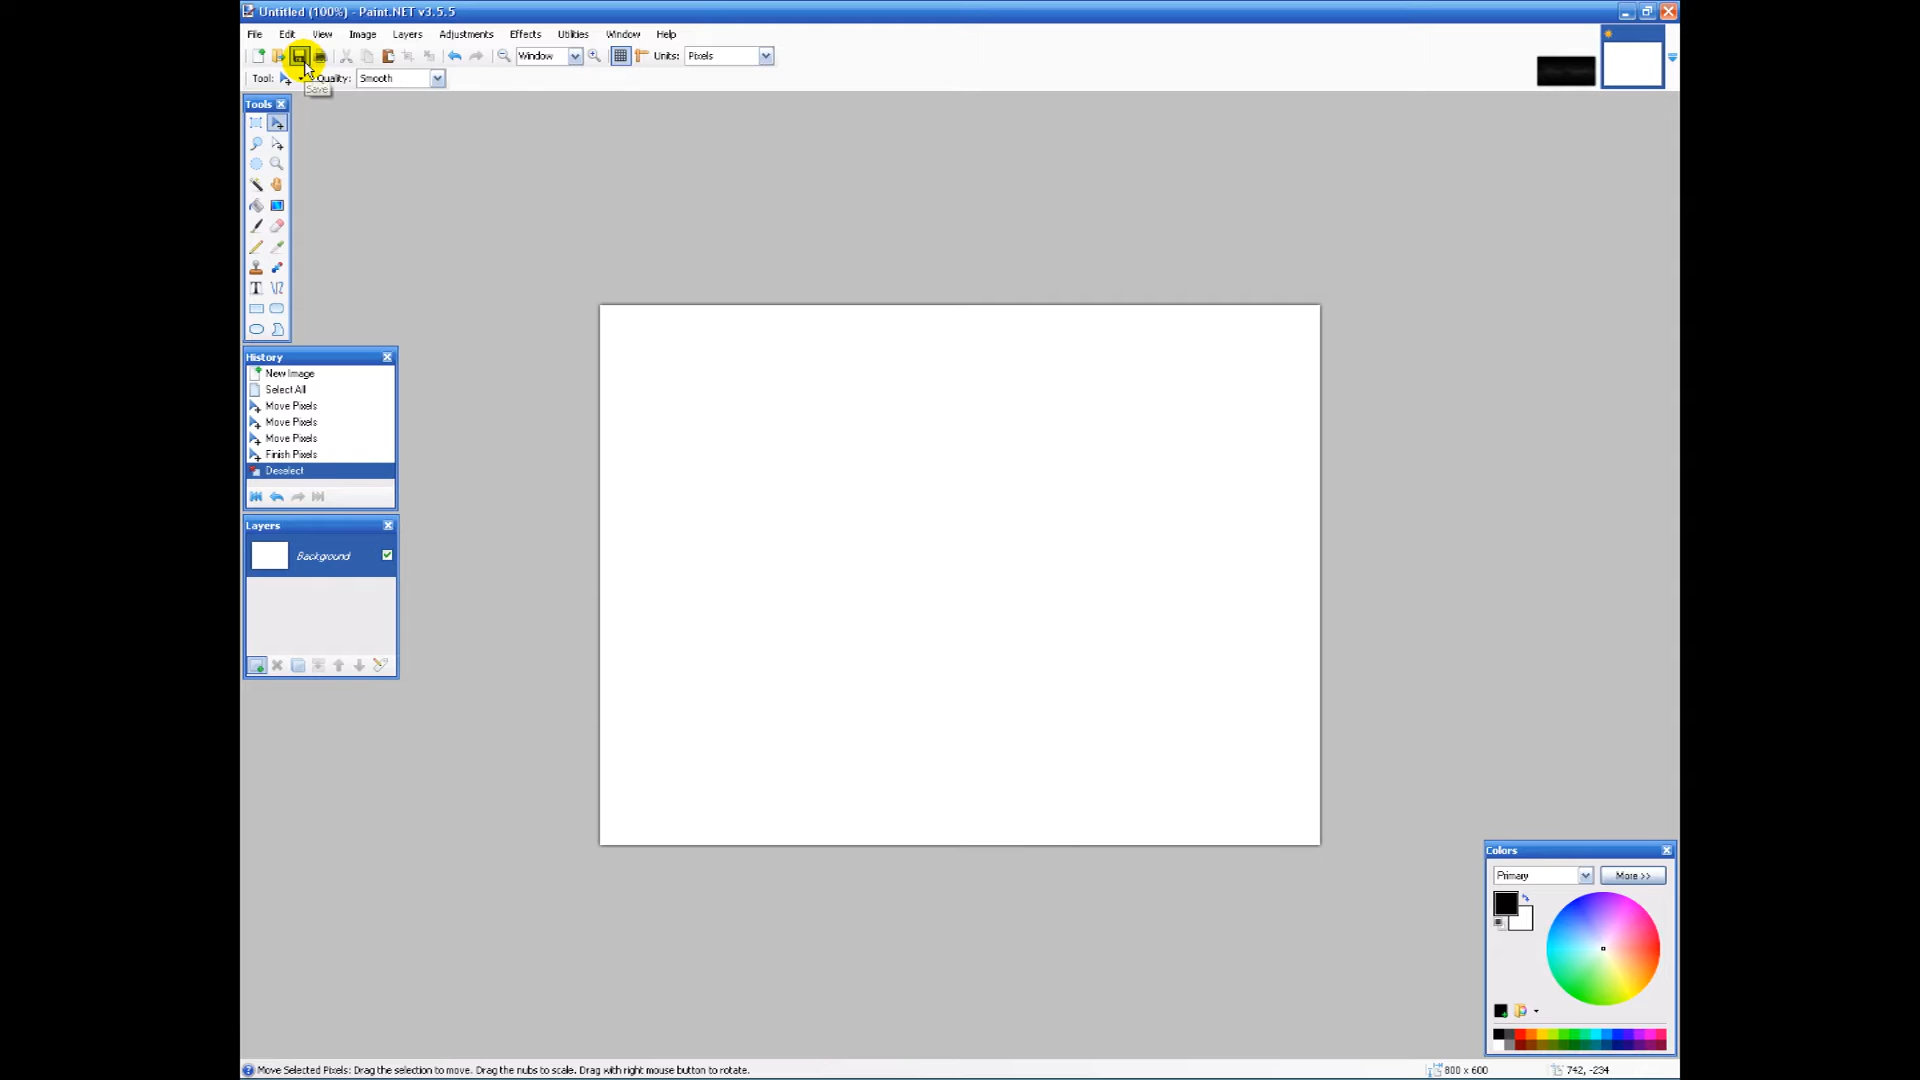 Untitled (100%) - Paint.NET v3.5.5
File Edit View Image Layers Adjustments Effects Utilities Window Help
Window Units: Pixels
Tool: Quality: Smooth
Save
Tools
History
New Image
Select All
Move Pixels
Move Pixels
Move Pixels
Finish Pixels
Deselect
Layers
Background
Colors
Primary More >>
Move Selected Pixels: Drag the selection to move. Drag the nubs to scale. Drag with right mouse button to rotate. 800 x 600 742, -234